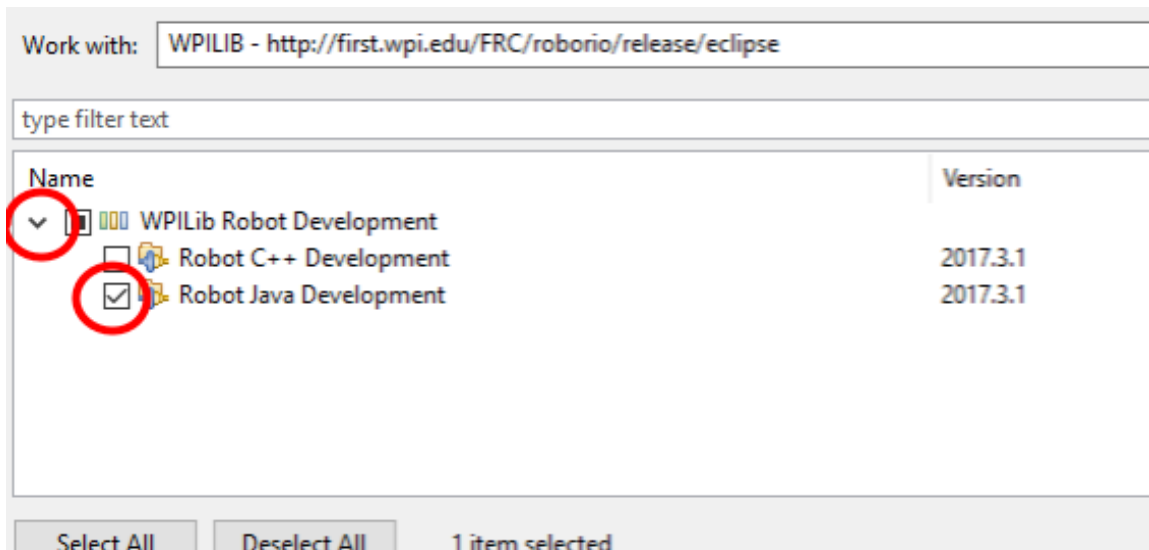 Work with: WPILIB - http://first.wpi.edu/FRC/roborio/release/eclipse
type filter text
Name Version
WPILib Robot Development
Robot C++ Development 2017.3.1
Robot Java Development 2017.3.1
Select All Deselect All 1 item selected